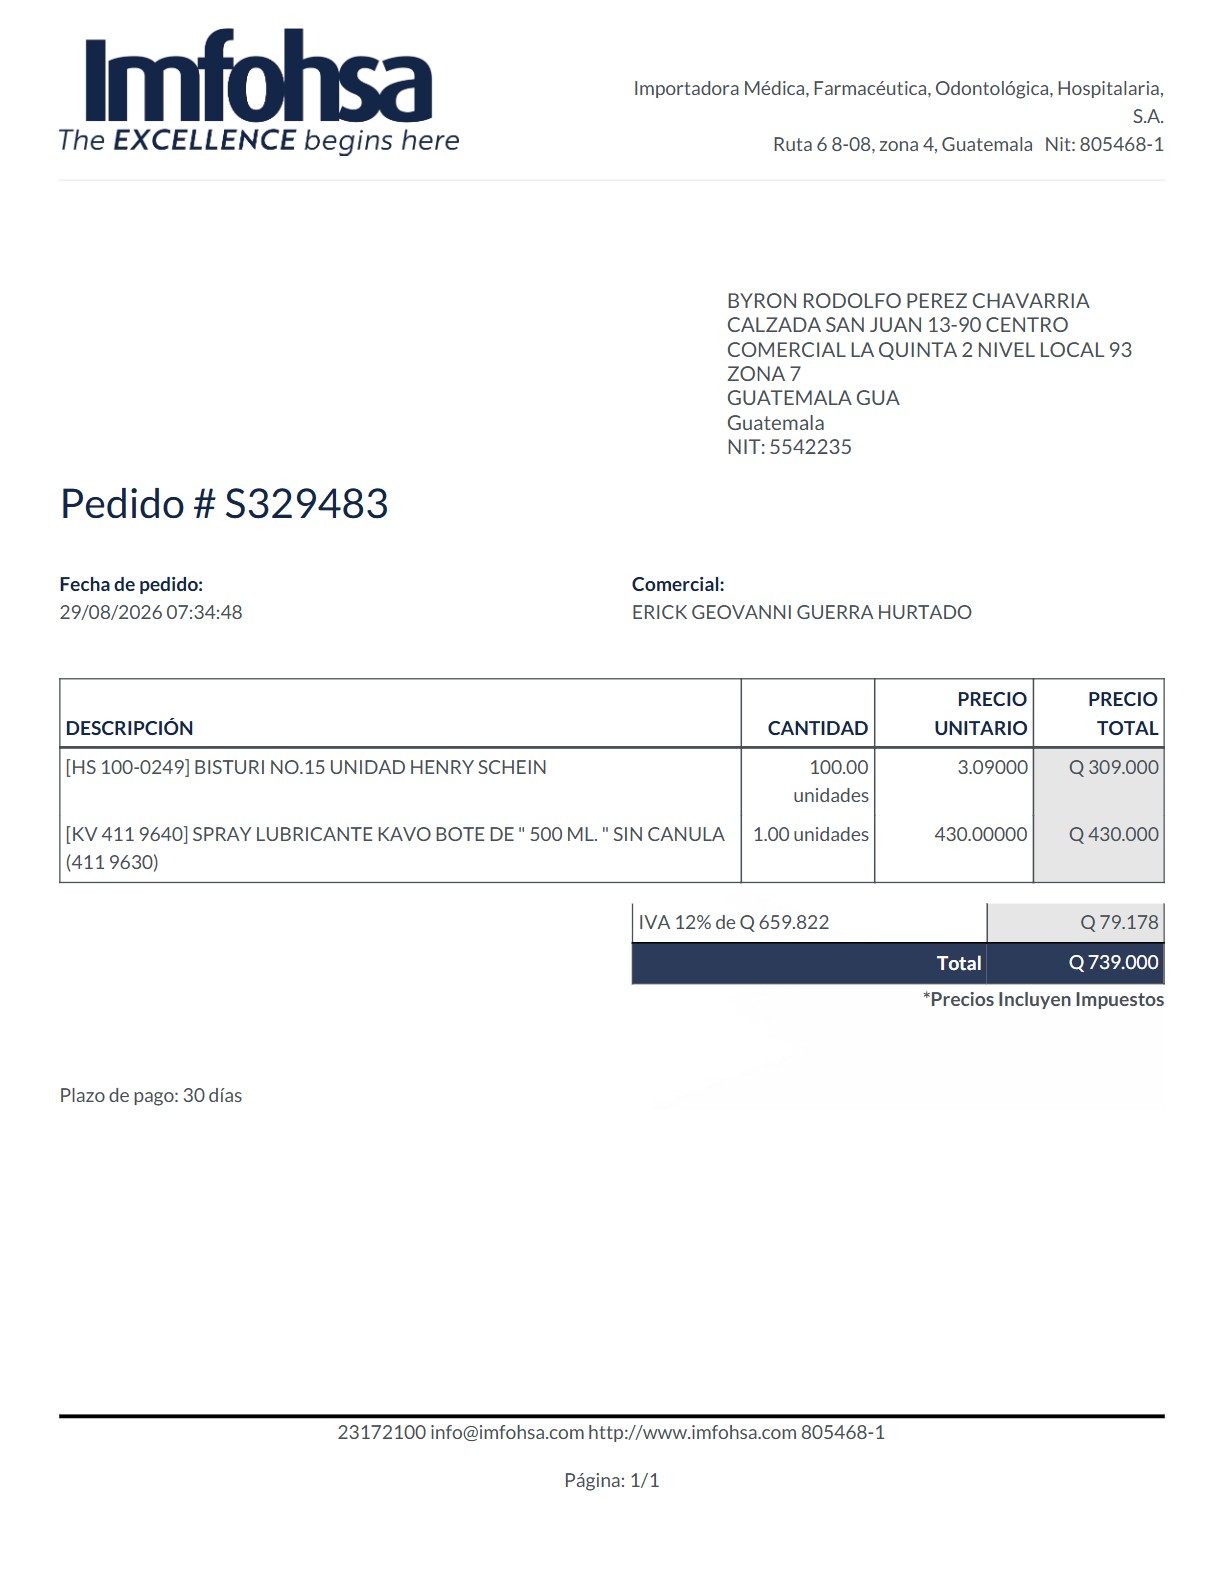 Imfohsa
The EXCELLENCE begins here
Importadora Médica, Farmacéutica, Odontológica, Hospitalaria,
S.A.
Ruta 6 8-08, zona 4, Guatemala   Nit: 805468-1
BYRON RODOLFO PEREZ CHAVARRIA
CALZADA SAN JUAN 13-90 CENTRO
COMERCIAL LA QUINTA 2 NIVEL LOCAL 93
ZONA 7
GUATEMALA GUA
Guatemala
NIT: 5542235
Pedido # S329483
Fecha de pedido:
29/08/2026 07:34:48
Comercial:
ERICK GEOVANNI GUERRA HURTADO
DESCRIPCIÓN CANTIDAD PRECIO UNITARIO PRECIO TOTAL
[HS 100-0249] BISTURI NO.15 UNIDAD HENRY SCHEIN 100.00 3.09000 Q 309.000
unidades
[KV 411 9640] SPRAY LUBRICANTE KAVO BOTE DE " 500 ML. " SIN CANULA 1.00 unidades 430.00000 Q 430.000
(411 9630)
IVA 12% de Q 659.822 Q 79.178
Total Q 739.000
*Precios Incluyen Impuestos
Plazo de pago: 30 días
23172100 info@imfohsa.com http://www.imfohsa.com 805468-1
Página: 1/1